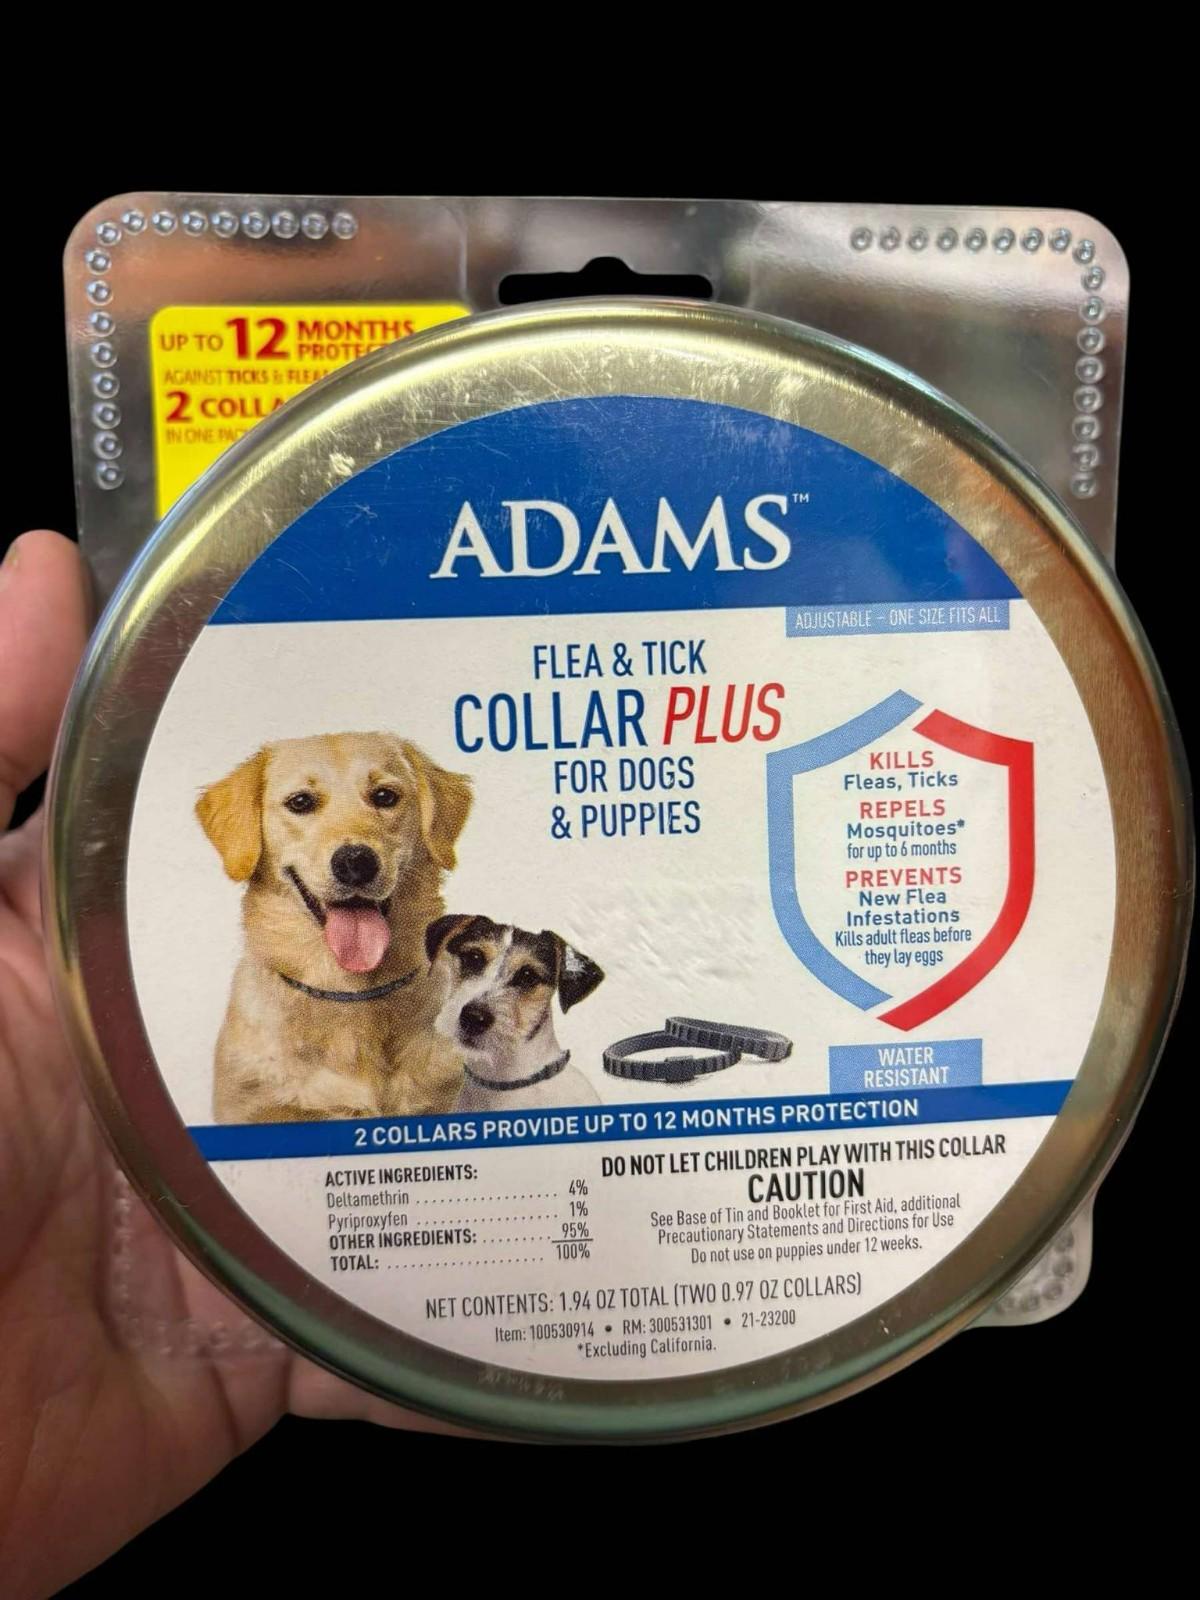 UP TO 12 MONTHS
AGAINST TICKS &
2
IN ONE
ADAMS™
ADJUSTABLE – ONE SIZE FITS ALL
FLEA & TICK
COLLAR PLUS
FOR DOGS
& PUPPIES
KILLS
Fleas, Ticks
REPELS
Mosquitoes*
for up to 6 months
PREVENTS
New Flea
Infestations
Kills adult fleas before
they lay eggs
WATER
RESISTANT
2 COLLARS PROVIDE UP TO 12 MONTHS PROTECTION
ACTIVE INGREDIENTS:
Deltamethrin .................. 4%
Pyriproxyfen .................. 1%
OTHER INGREDIENTS: ......... 95%
TOTAL: ...................... 100%
DO NOT LET CHILDREN PLAY WITH THIS COLLAR
CAUTION
See Base of Tin and Booklet for First Aid, additional
Precautionary Statements and Directions for Use
Do not use on puppies under 12 weeks.
NET CONTENTS: 1.94 OZ TOTAL (TWO 0.97 OZ COLLARS)
Item: 100530914 • RM: 300531301 • 21-23200
*Excluding California.